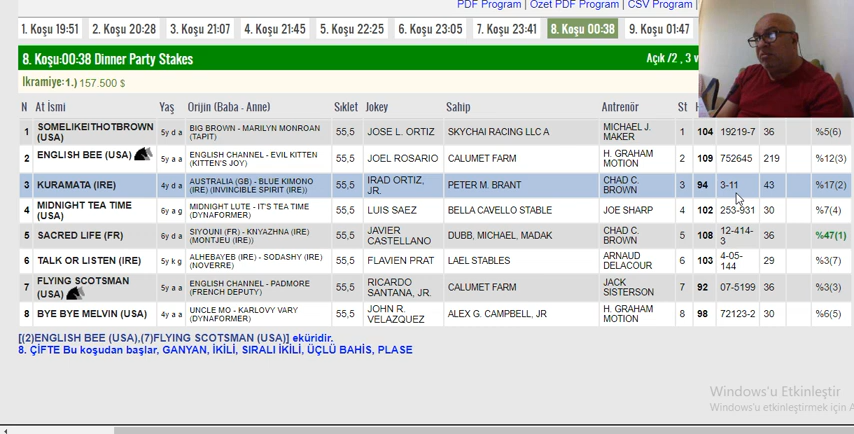 PDF Program | Özet PDF Program | CSV Program |
1. Koşu 19:51 2. Koşu 20:28 3. Koşu 21:07 4. Koşu 21:45 5. Koşu 22:25 6. Koşu 23:05 7. Koşu 23:41 8. Koşu 00:38 9. Koşu 01:47
8. Koşu:00:38 Dinner Party Stakes Açık /2 , 3 v
Ikramiye:1.) 157.500 $
N At İsmi Yaş Orijin (Baba - Anne) Sıklet Jokey Sahip Antrenör St
1 SOMELIKEITHOTBROWN (USA) 5y d a BIG BROWN - MARILYN MONROAN (TAPIT) 55,5 JOSE L. ORTIZ SKYCHAI RACING LLC A MICHAEL J. MAKER 1 104 19219-7 36 %5(6)
2 ENGLISH BEE (USA) 5y a a ENGLISH CHANNEL - EVIL KITTEN (KITTEN'S JOY) 55,5 JOEL ROSARIO CALUMET FARM H. GRAHAM MOTION 2 109 752645 219 %12(3)
3 KURAMATA (IRE) 4y d a AUSTRALIA (GB) - BLUE KIMONO (IRE) (INVINCIBLE SPIRIT (IRE)) 55,5 IRAD ORTIZ, JR. PETER M. BRANT CHAD C. BROWN 3 94 3-11 43 %17(2)
4 MIDNIGHT TEA TIME (USA) 6y a g MIDNIGHT LUTE - IT'S TEA TIME (DYNAFORMER) 55,5 LUIS SAEZ BELLA CAVELLO STABLE JOE SHARP 4 102 253-931 30 %7(4)
5 SACRED LIFE (FR) 6y d a SIYOUNI (FR) - KNYAZHNA (IRE) (MONTJEU (IRE)) 55,5 JAVIER CASTELLANO DUBB, MICHAEL, MADAK CHAD C. BROWN 5 108 12-414-3 36 %47(1)
6 TALK OR LISTEN (IRE) 5y k g ALHEBAYEB (IRE) - SODASHY (IRE) (NOVERRE) 55,5 FLAVIEN PRAT LAEL STABLES ARNAUD DELACOUR 6 103 4-05-144 29 %3(7)
7 FLYING SCOTSMAN (USA) 5y a a ENGLISH CHANNEL - PADMORE (FRENCH DEPUTY) 55,5 RICARDO SANTANA, JR. CALUMET FARM JACK SISTERSON 7 92 07-5199 36 %3(3)
8 BYE BYE MELVIN (USA) 4y a a UNCLE MO - KARLOVY VARY (DYNAFORMER) 55,5 JOHN R. VELAZQUEZ ALEX G. CAMPBELL, JR H. GRAHAM MOTION 8 98 72123-2 30 %6(5)
[(2)ENGLISH BEE (USA),(7)FLYING SCOTSMAN (USA)] eküridir.
8. ÇİFTE Bu koşudan başlar, GANYAN, İKİLİ, SIRALI İKİLİ, ÜÇLÜ BAHİS, PLASE
Windows'u Etkinleştir
Windows'u etkinleştirmek için A